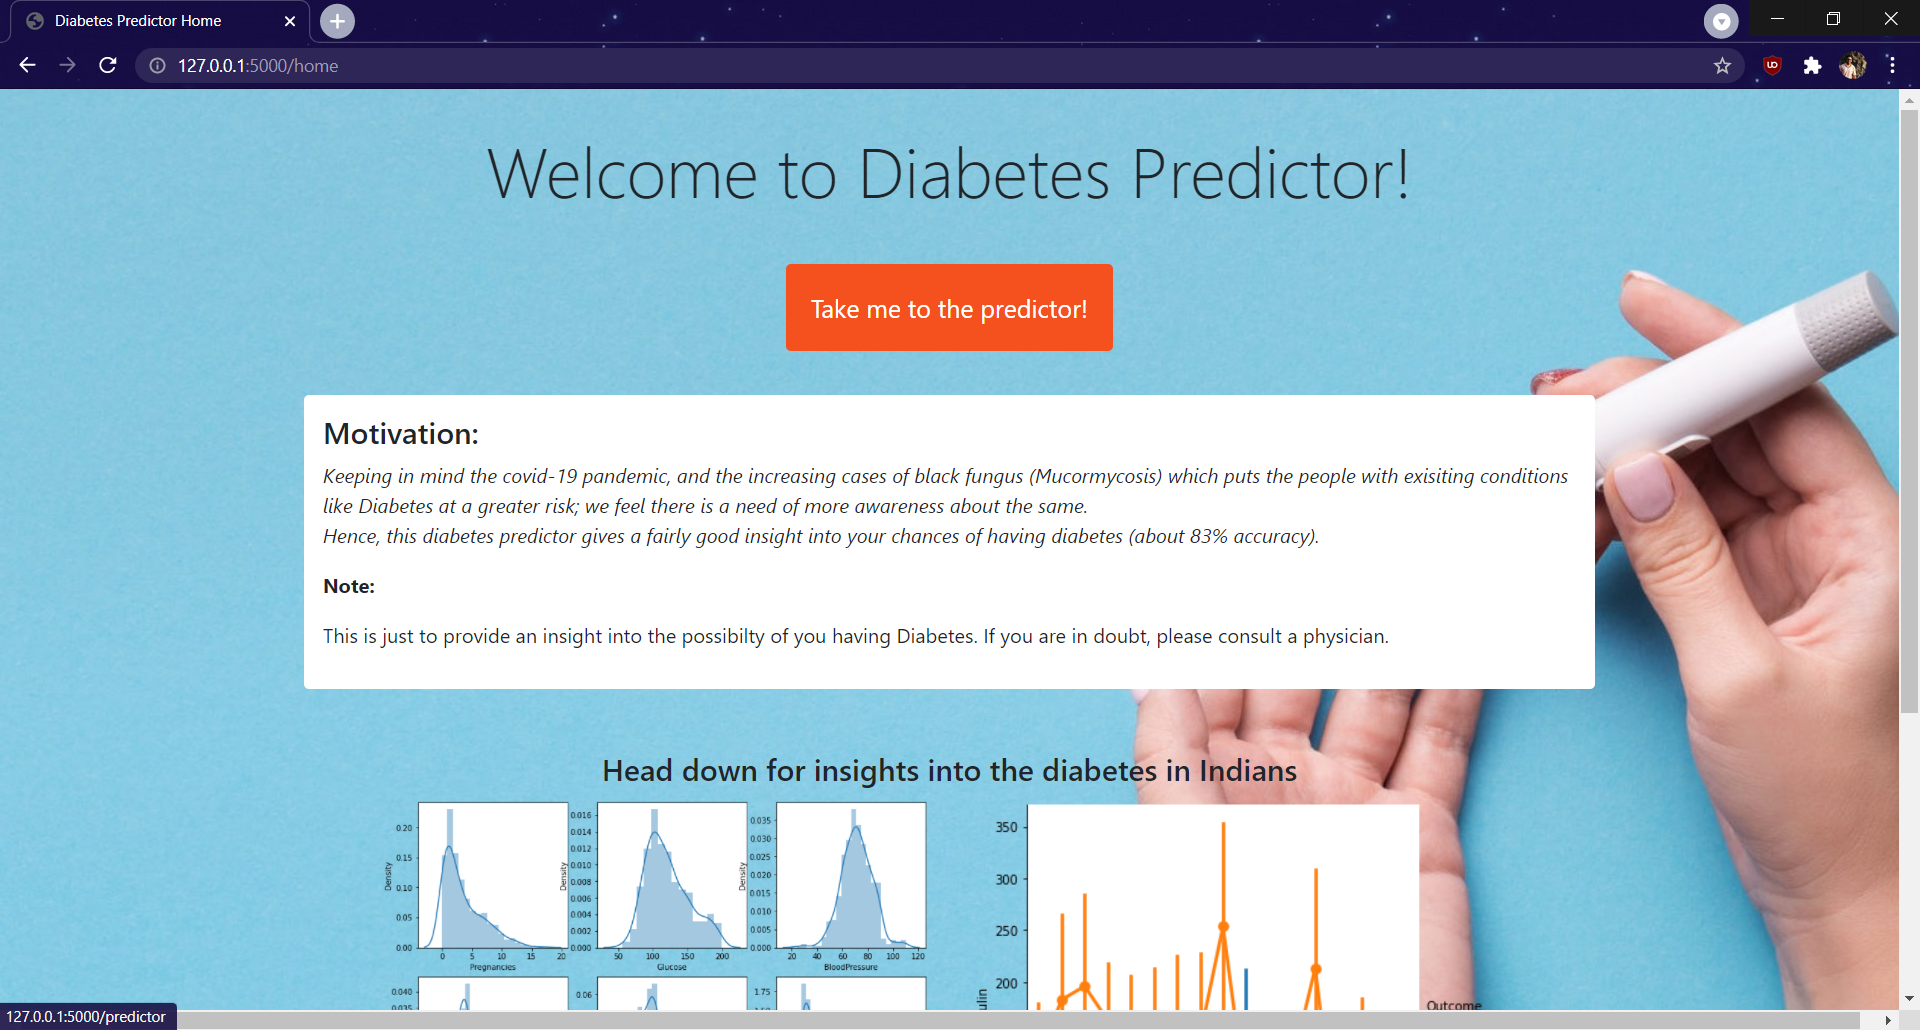 Diabetes Predictor Home
127.0.0.1:5000/home
Welcome to Diabetes Predictor!
Take me to the predictor!
Motivation:
Keeping in mind the covid-19 pandemic, and the increasing cases of black fungus (Mucormycosis) which puts the people with exisiting conditions
like Diabetes at a greater risk; we feel there is a need of more awareness about the same.
Hence, this diabetes predictor gives a fairly good insight into your chances of having diabetes (about 83% accuracy).
Note:
This is just to provide an insight into the possibilty of you having Diabetes. If you are in doubt, please consult a physician.
Head down for insights into the diabetes in Indians
0.20
0.15
0.10
0.05
0.00
Density
0 5 10 15 20
Pregnancies
0.016
0.014
0.012
0.010
0.008
0.006
0.004
0.002
0.000
Density
50 100 150 200
Glucose
0.035
0.030
0.025
0.020
0.015
0.010
0.005
0.000
Density
20 40 60 80 100 120
BloodPressure
350
300
250
200
ulin
Outcome
0.040
0.035
0.06
1.75
127.0.0.1:5000/predictor